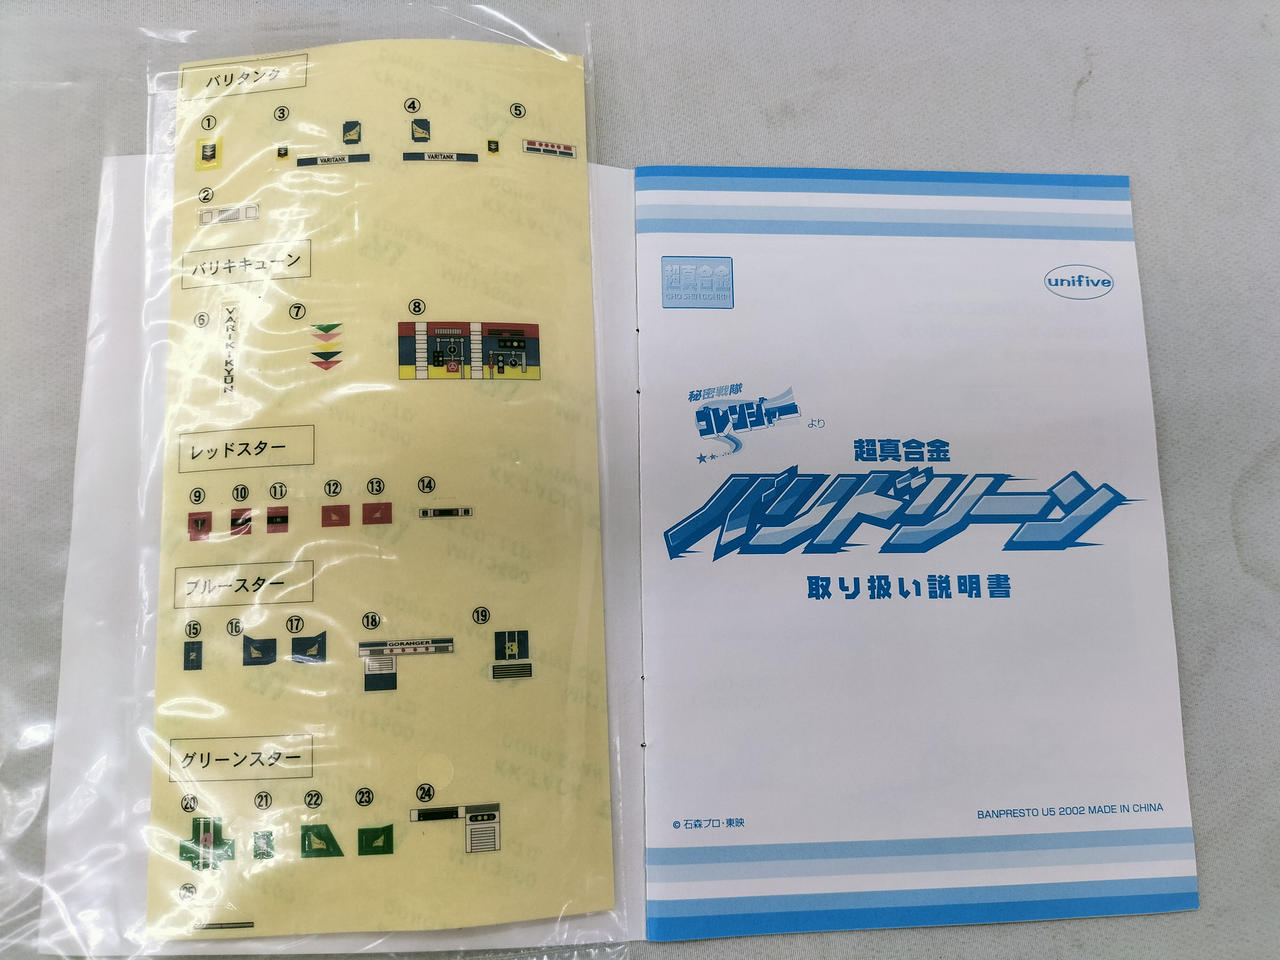 バリタンク
① ③ ④ ⑤
VARITANK VARITANK
②
バリキキューン
⑥ ⑦ ⑧
VARIKIKYUN
レッドスター
⑨ ⑩ ⑪ ⑫ ⑬ ⑭
ブルースター
⑮ ⑯ ⑰ ⑱ ⑲
2
GORANGER
3
グリーンスター
⑳ ㉑ ㉒ ㉓ ㉔
㉕
超真合金
CHO SHIN GOHKIN
unifive
秘密戦隊
ゴレンジャー
より
超真合金
バリドリーン
取り扱い説明書
© 石森プロ・東映
BANPRESTO U5 2002 MADE IN CHINA